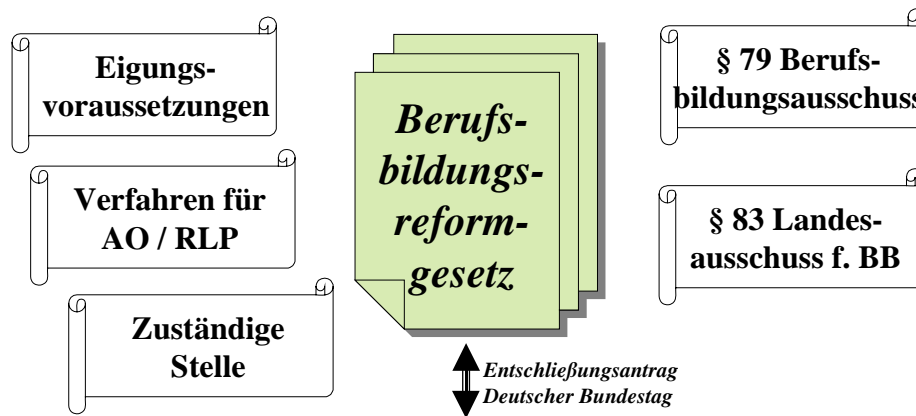 Eigungs-
voraussetzungen
Verfahren für
AO / RLP
Zuständige
Stelle
Berufs-
bildungs-
reform-
gesetz
Entschließungsantrag
Deutscher Bundestag
§ 79 Berufs-
bildungsausschuss
§ 83 Landes-
ausschuss f. BB